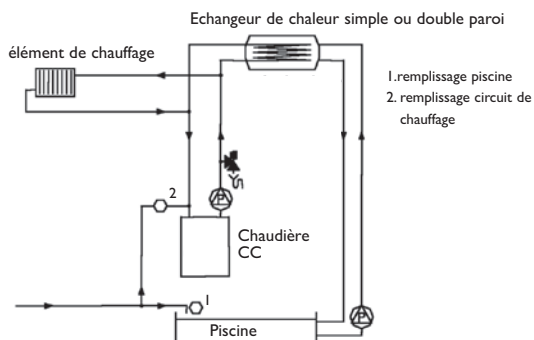 Echangeur de chaleur simple ou double paroi
élément de chauffage
1.remplissage piscine
2. remplissage circuit de
chauffage
P
2
Chaudière
CC
1
P
Piscine